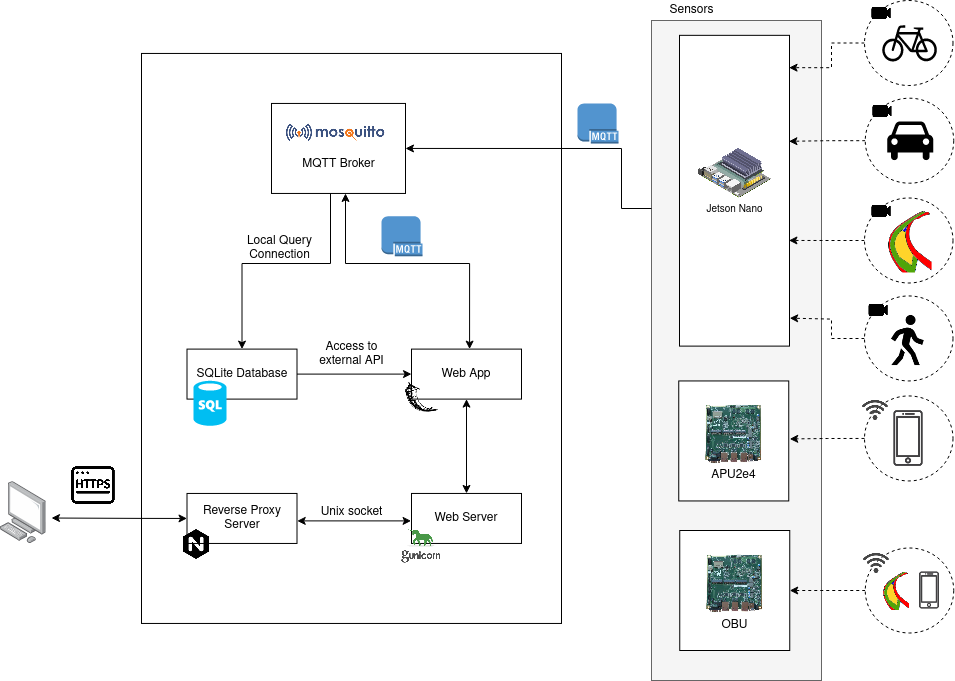 Sensors
mosquitto
MQTT Broker
MQTT
MQTT
Local Query
Connection
Jetson Nano
Access to
external API
SQLite Database
SQL
Web App
APU2e4
HTTPS
Reverse Proxy
Server
N
Unix socket
Web Server
gunicorn
OBU